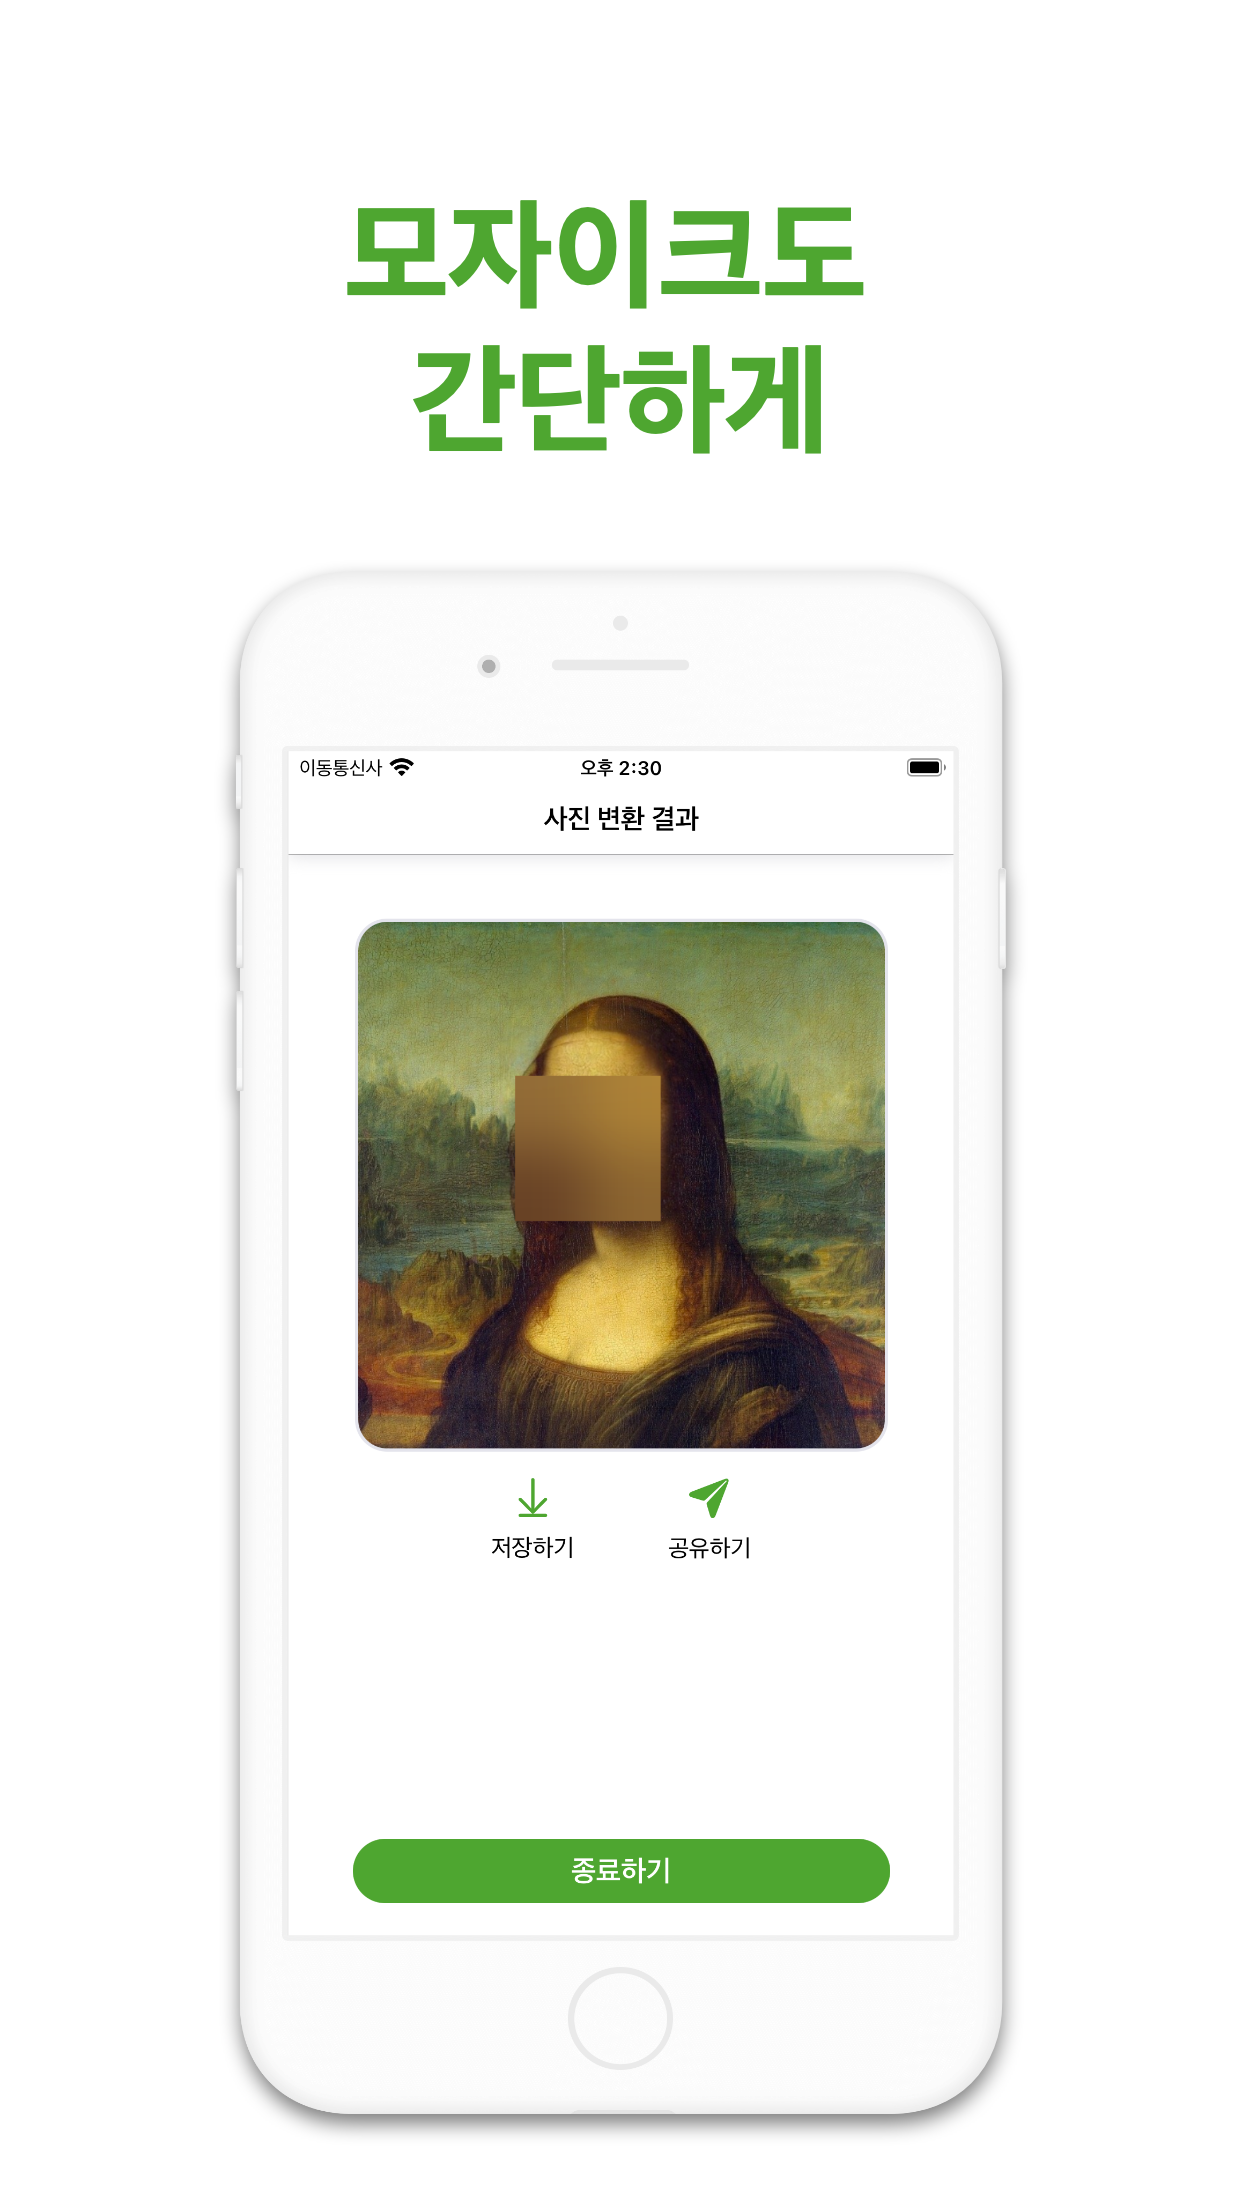 모자이크도
간단하게
이동통신사 오후 2:30
사진 변환 결과
저장하기 공유하기
종료하기